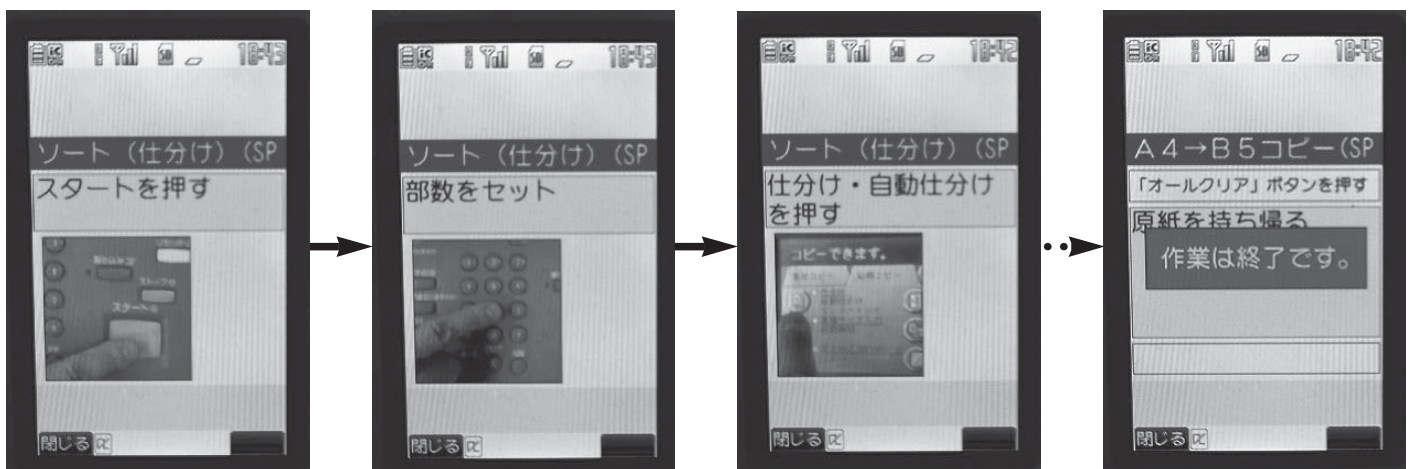 18:43
ソート（仕分け）（SP
スタートを押す
スタート
閉じる
18:43
ソート（仕分け）（SP
部数をセット
閉じる
18:42
ソート（仕分け）（SP
仕分け・自動仕分け
を押す
コピーできます。
閉じる
18:42
A4→B5コピー(SP
「オールクリア」ボタンを押す
原紙を持ち帰る
作業は終了です。
閉じる